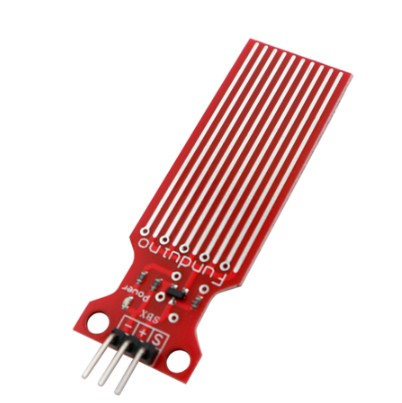 Funduino
Power
SBX
S + -